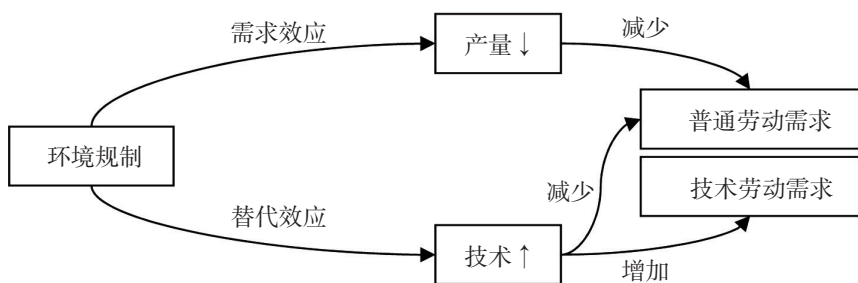 需求效应
产量↓
减少
普通劳动需求
环境规制
技术劳动需求
减少
替代效应
技术↑
增加